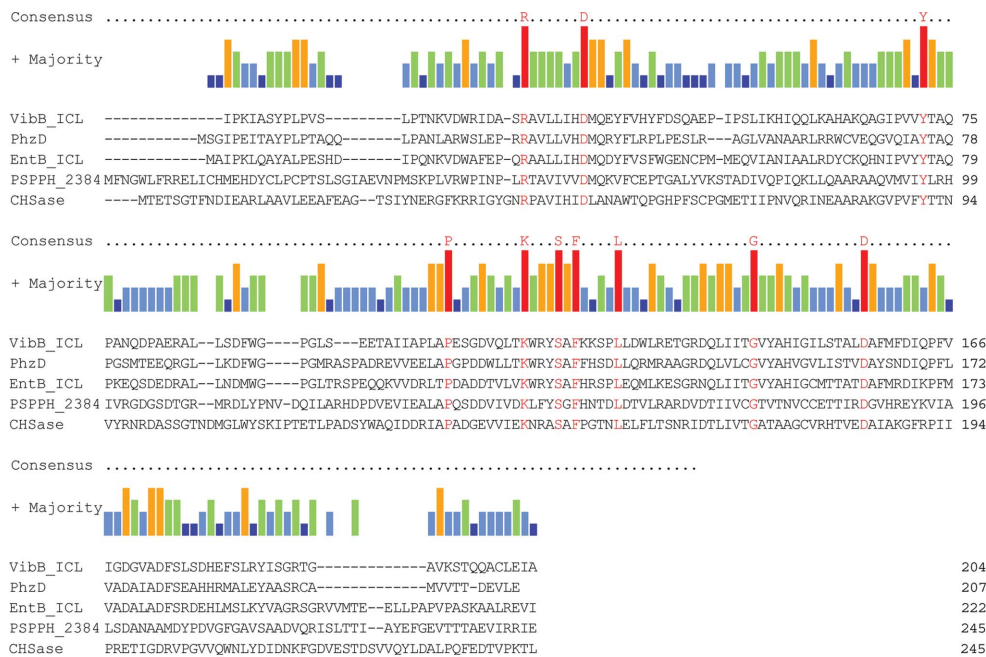 Consensus ................................................R......D.......................................Y...
+ Majority
VibB_ICL --------------IPKIASYPLPVS-------LPTNKVDWRIDA-SRAVLLIHDMQEYFVHYFDSQAEP-IPSLIKHIQQLKAHAKQAGIPVVYTAQ 75
PhzD -----------MSGIPEITAYPLPTAQQ----LPANLARWSLEP-RRAVLLVHDMQRYFLRPLPESLR-AGLVANAARLRRWCVEQGVQIAYTAQ 78
EntB_ICL ------------MAIPKLQAYALPESHD----IPQNKVDWAFEP-QRAALLIHDMQDYFVSFWGENCPM-MEQVIANIAALRDYCKQHNIPVYYTAQ 79
PSPPH_2384 MFNGWLFRRELICHMEHDYCLPCPTSLSGIAEVNPMSKPLVRWPINP-LRTAVIVVDMQKVFCEPTGALYVKSTADIVQPIQKLLQAARAAQVMVIYLRH 99
CHSase ----MTETSGTFNDIEARLAAVLEEAFEAG--TSIYNERGFKRRIGYGNRPAVIHIDLANAWTQPGHPFSCPGMETIIPNVQRINEAARAKGVPVFYTTN 94
Consensus ........................................P........K...S.F....L...............G............D..........
+ Majority
VibB_ICL PANQDPAERAL--LSDFWG---PGLS--EETAIIAPLAPESGDVQLTKWRYSAFKKSPLLDWLRETGRDQLIITGVYAHIGILSTALDAFMFDIQPFV 166
PhzD PGSMTEEQRGL--LKDFWG---PGMRASPADREVVEELAPGPDDWLLTKWRYSAFFHSDLLQRMRAAGRDQLVLCGVYAHVGVLISTVDAYSNDIQPFL 172
EntB_ICL PKEQSDEDRAL--LNDMWG---PGLTRSPEQQKVVDRLTPDADDTVLVKWRYSAFHRSPLEQMLKESGRNQLIITGVYAHIGCMTTATDAFMRDIKPFM 173
PSPPH_2384 IVRGDGSDTGR--MRDLYPNV-DQILARHDPDVEVIEALAPQSDDVIVDKLFYSGFHNTDLDTVLRARDVDTIIVCGTVTNVCCETTIRDGVHREYKVIA 196
CHSase VYRNRDASSGTNDMGLWYSKIPTETLPADSYWAQIDDRIAPADGEVVIEKNRASAFPGTNLELFLTSNRIDTLIVTGATAAGCVRHTVEDAIAKGFRPII 194
Consensus ......................................................................
+ Majority
VibB_ICL IGDGVADFSLSDHEFSLRYISGRTG------------AVKSTQQACLEIA 204
PhzD VADAIADFSEAHHRMALEYAASRCA------------MVVTT-DEVLE 207
EntB_ICL VADALADFSRDEHLMSLKYVAGRSGRVVMTE--ELLPAPVPASKAALREVI 222
PSPPH_2384 LSDANAAMDYPDVGFGAVSAADVQRISLTTI--AYEFGEVTTTAEVIRRIE 245
CHSase PRETIGDRVPGVVQWNLYDIDNKFGDVESTDSVVQYLDALPQFEDTVPKTL 245